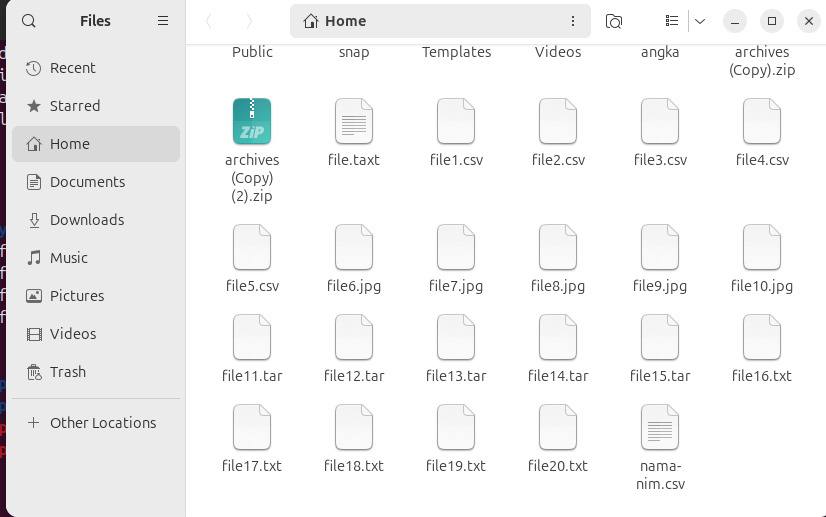 Files
Home
Recent
Starred
Home
Documents
Downloads
Music
Pictures
Videos
Trash
Other Locations
Public snap Templates Videos angka archives
(Copy).zip
ZiP
archives file.taxt file1.csv file2.csv file3.csv file4.csv
(Copy)
(2).zip
file5.csv file6.jpg file7.jpg file8.jpg file9.jpg file10.jpg
file11.tar file12.tar file13.tar file14.tar file15.tar file16.txt
file17.txt file18.txt file19.txt file20.txt nama-
nim.csv